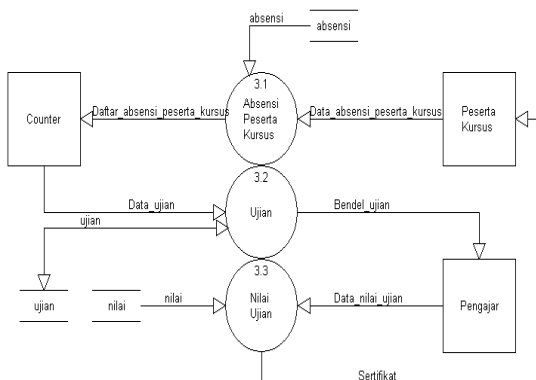 absensi
absensi
3.1
Absensi
Peserta
Kursus
Daftar_absensi_peserta_kursus
Data_absensi_peserta_kursus
Counter
Peserta
Kursus
3.2
Ujian
Data_ujian
Bendel_ujian
ujian
3.3
Nilai
Ujian
ujian
nilai
nilai
Data_nilai_ujian
Pengajar
Sertifikat